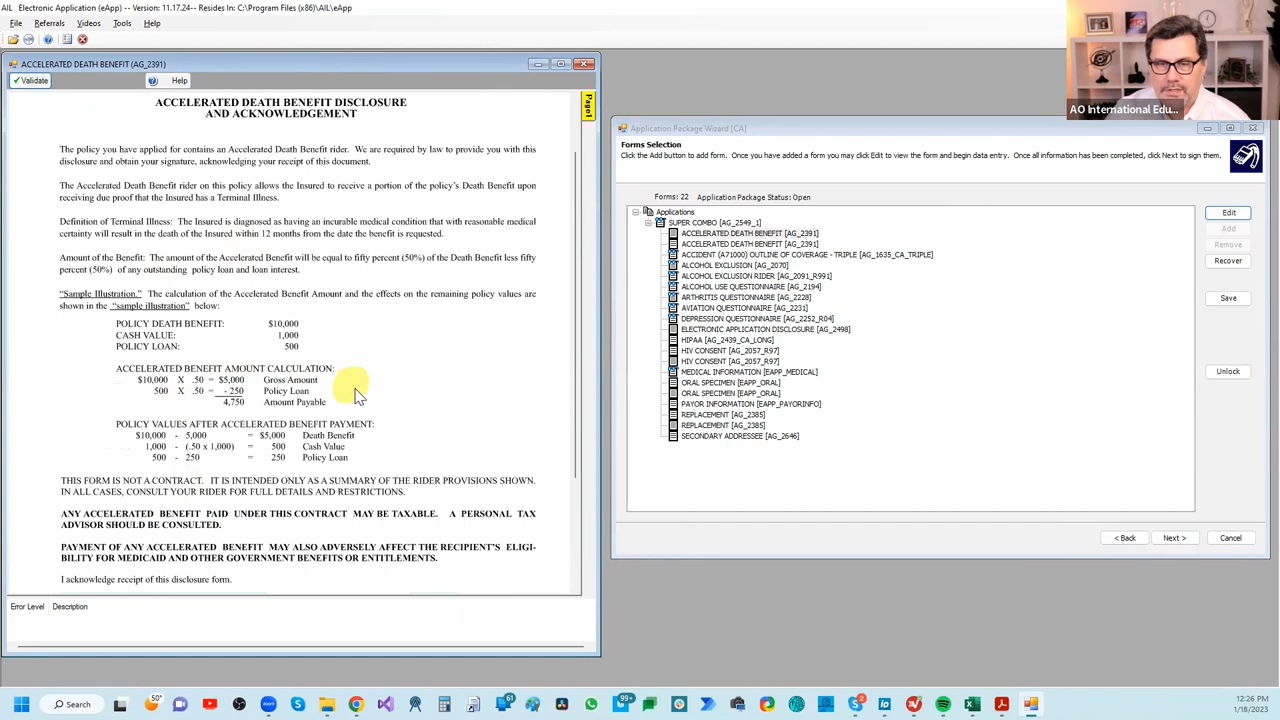 AIL   Electronic Application (eApp) -- Version: 11.17.24 -- Resides In: C:\Program Files (x86)\AIL\eApp
File Referrals Videos Tools Help
ACCELERATED DEATH BENEFIT (AG_2391)
Validate Help
Page1
ACCELERATED DEATH BENEFIT DISCLOSURE
AND ACKNOWLEDGEMENT
The policy you have applied for contains an Accelerated Death Benefit rider. We are required by law to provide you with this
disclosure and obtain your signature, acknowledging your receipt of this document.
The Accelerated Death Benefit rider on this policy allows the Insured to receive a portion of the policy's Death Benefit upon
receiving due proof that the Insured has a Terminal Illness.
Definition of Terminal Illness: The Insured is diagnosed as having an incurable medical condition that with reasonable medical
certainty will result in the death of the Insured within 12 months from the date the benefit is requested.
Amount of the Benefit: The amount of the Accelerated Benefit will be equal to fifty percent (50%) of the Death Benefit less fifty
percent (50%) of any outstanding policy loan and loan interest.
"Sample Illustration." The calculation of the Accelerated Benefit Amount and the effects on the remaining policy values are
shown in the "sample illustration" below:
POLICY DEATH BENEFIT: $10,000
CASH VALUE: 1,000
POLICY LOAN: 500
ACCELERATED BENEFIT AMOUNT CALCULATION:
$10,000 X .50 = $5,000 Gross Amount
500 X .50 = - 250 Policy Loan
4,750 Amount Payable
POLICY VALUES AFTER ACCELERATED BENEFIT PAYMENT:
$10,000 - 5,000 = $5,000 Death Benefit
1,000 - (.50 x 1,000) = 500 Cash Value
500 - 250 = 250 Policy Loan
THIS FORM IS NOT A CONTRACT. IT IS INTENDED ONLY AS A SUMMARY OF THE RIDER PROVISIONS SHOWN.
IN ALL CASES, CONSULT YOUR RIDER FOR FULL DETAILS AND RESTRICTIONS.
ANY ACCELERATED BENEFIT PAID UNDER THIS CONTRACT MAY BE TAXABLE. A PERSONAL TAX
ADVISOR SHOULD BE CONSULTED.
PAYMENT OF ANY ACCELERATED BENEFIT MAY ALSO ADVERSELY AFFECT THE RECIPIENT'S ELIGI-
BILITY FOR MEDICAID AND OTHER GOVERNMENT BENEFITS OR ENTITLEMENTS.
I acknowledge receipt of this disclosure form.
Error Level Description
AO International Edu...
Application Package Wizard [CA]
Forms Selection
Click the Add button to add form. Once you have added a form you may click Edit to view the form and begin data entry. Once all information has been completed, click Next to sign them.
Forms: 22 Application Package Status: Open
Applications
SUPER COMBO [AG_2549_1]
ACCELERATED DEATH BENEFIT [AG_2391]
ACCELERATED DEATH BENEFIT [AG_2391]
ACCIDENT (A71000) OUTLINE OF COVERAGE - TRIPLE [AG_1635_CA_TRIPLE]
ALCOHOL EXCLUSION [AG_2070]
ALCOHOL EXCLUSION RIDER [AG_2091_R991]
ALCOHOL USE QUESTIONNAIRE [AG_2194]
ARTHRITIS QUESTIONNAIRE [AG_2228]
AVIATION QUESTIONNAIRE [AG_2231]
DEPRESSION QUESTIONNAIRE [AG_2252_R04]
ELECTRONIC APPLICATION DISCLOSURE [AG_2498]
HIPAA [AG_2439_CA_LONG]
HIV CONSENT [AG_2057_R97]
HIV CONSENT [AG_2057_R97]
MEDICAL INFORMATION [EAPP_MEDICAL]
ORAL SPECIMEN [EAPP_ORAL]
ORAL SPECIMEN [EAPP_ORAL]
PAYOR INFORMATION [EAPP_PAYORINFO]
REPLACEMENT [AG_2385]
REPLACEMENT [AG_2385]
SECONDARY ADDRESSEE [AG_2646]
Edit
Add
Remove
Recover
Save
Unlock
< Back Next > Cancel
Search
50°
61
99+
2
12:26 PM
1/18/2023